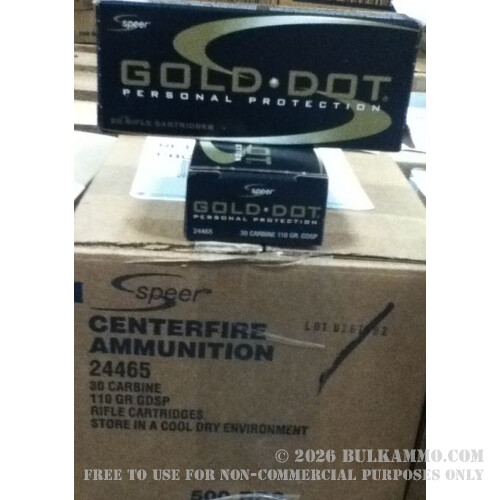 speer
GOLD DOT
PERSONAL PROTECTION
20 RIFLE CARTRIDGES
speer
GOLD DOT
PERSONAL PROTECTION
24465 30 CARBINE 110 GR. GDSP
speer
CENTERFIRE
AMMUNITION
24465
30 CARBINE
110 GR GDSP
RIFLE CARTRIDGES
STORE IN A COOL DRY ENVIRONMENT
LOT
500
© 2026 BULKAMMO.COM
FREE TO USE FOR NON-COMMERCIAL PURPOSES ONLY